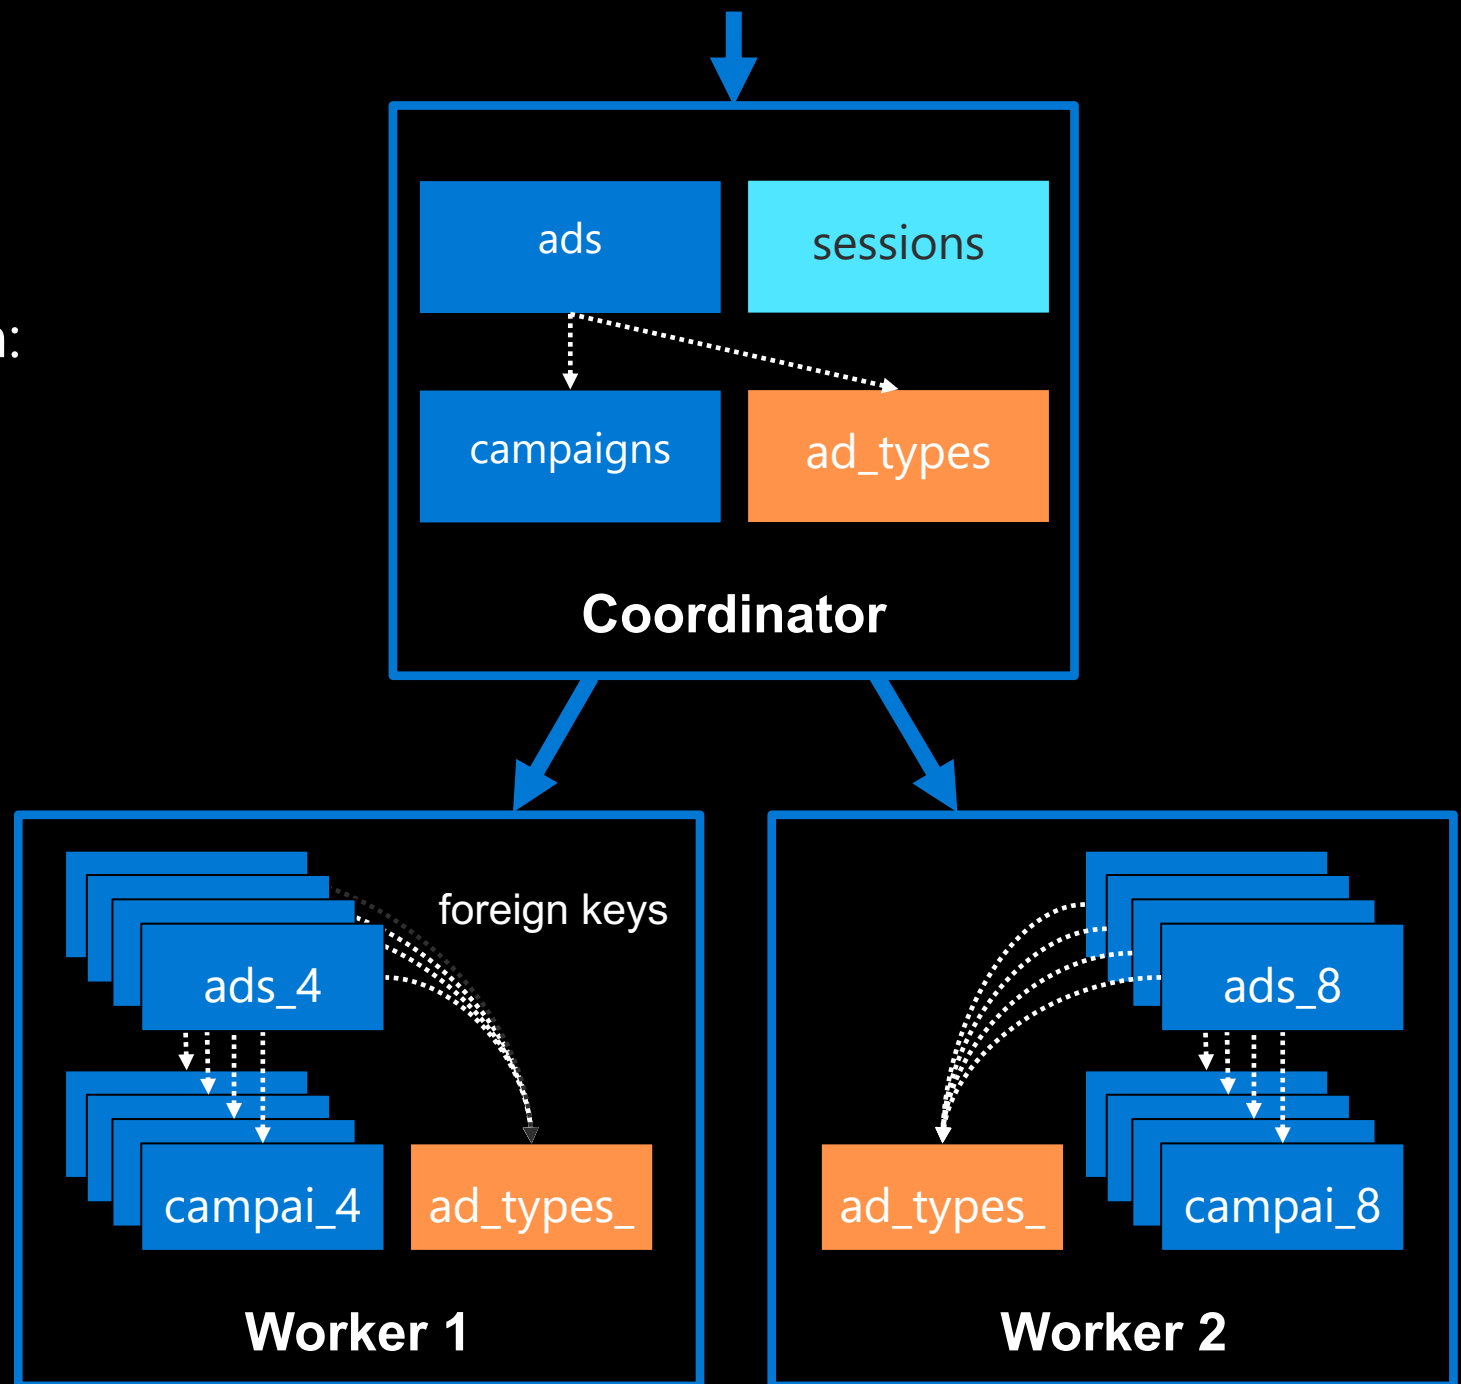 ads
sessions
n:
campaigns
ad_types
Coordinator
foreign keys
ads_4
ads_8
campai_4
ad_types_
ad_types_
campai_8
Worker 1
Worker 2